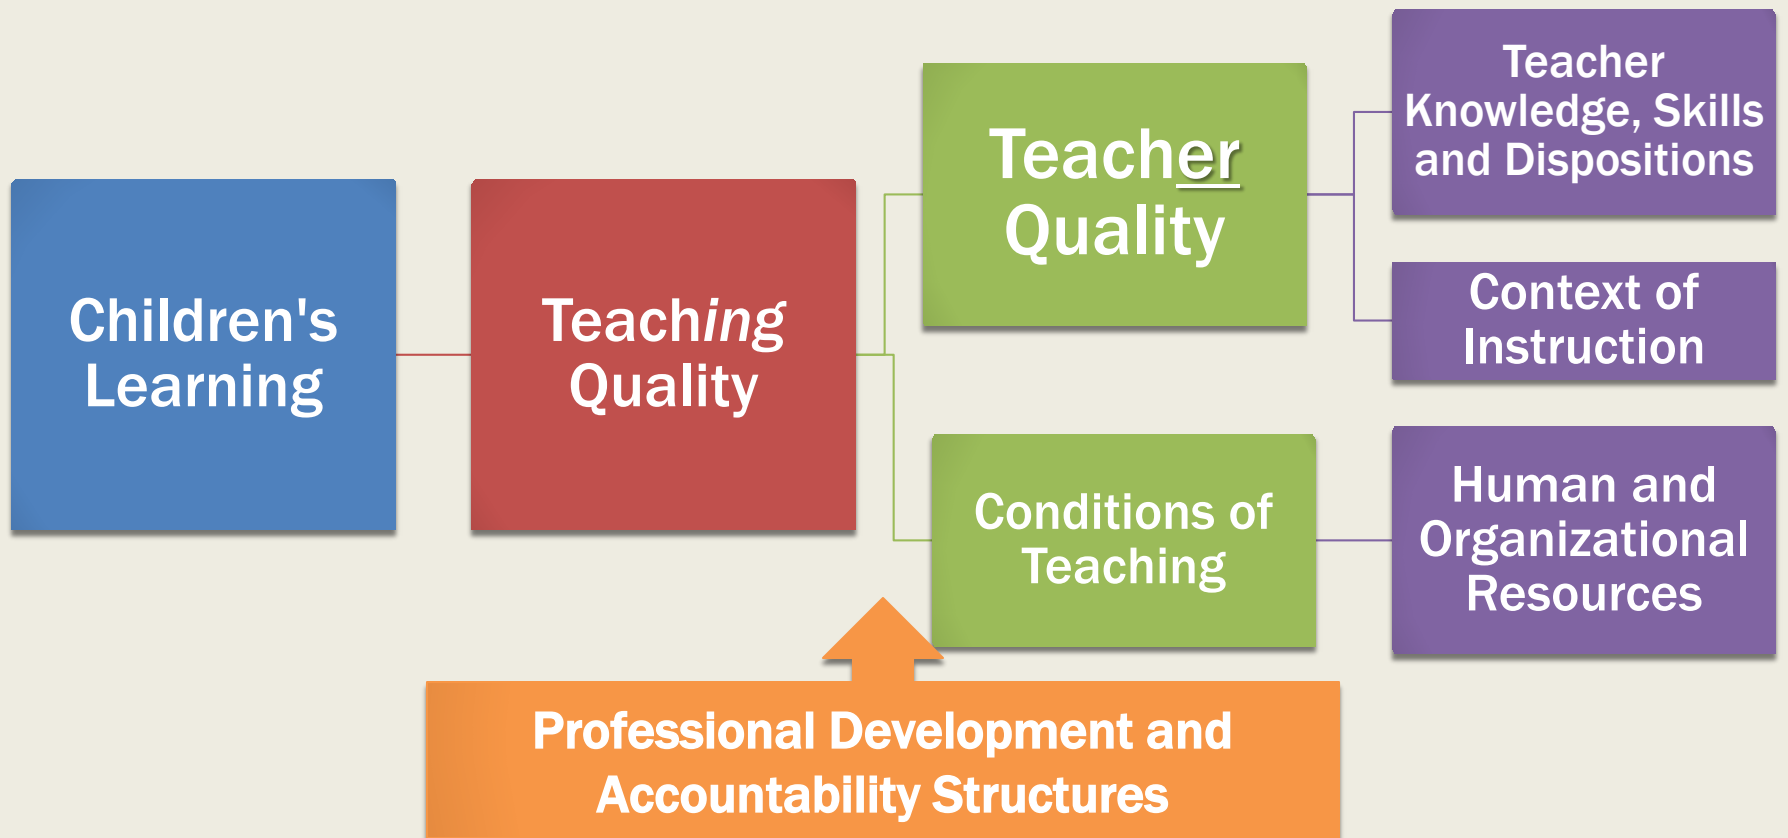 Children's
Learning
Teaching
Quality
Teacher
Quality
Conditions of
Teaching
Teacher
Knowledge, Skills
and Dispositions
Context of
Instruction
Human and
Organizational
Resources
Professional Development and
Accountability Structures